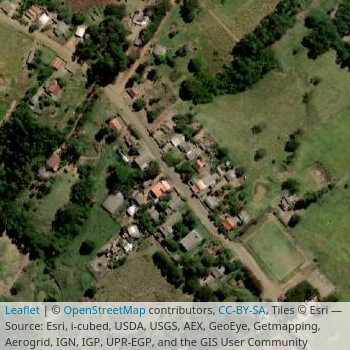 Leaflet | © OpenStreetMap contributors, CC-BY-SA, Tiles © Esri —
Source: Esri, i-cubed, USDA, USGS, AEX, GeoEye, Getmapping,
Aerogrid, IGN, IGP, UPR-EGP, and the GIS User Community